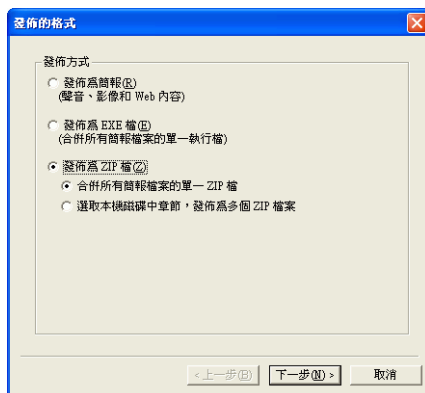 發佈的格式
發佈方式
發佈為簡報(R)
(聲音、影像和 Web 內容)
發佈為 EXE 檔(E)
(合併所有簡報檔案的單一執行檔)
發佈為 ZIP 檔(Z)
合併所有簡報檔案的單一 ZIP 檔
選取本機磁碟中章節，發佈為多個 ZIP 檔案
<上一步(B) 下一步(N)> 取消